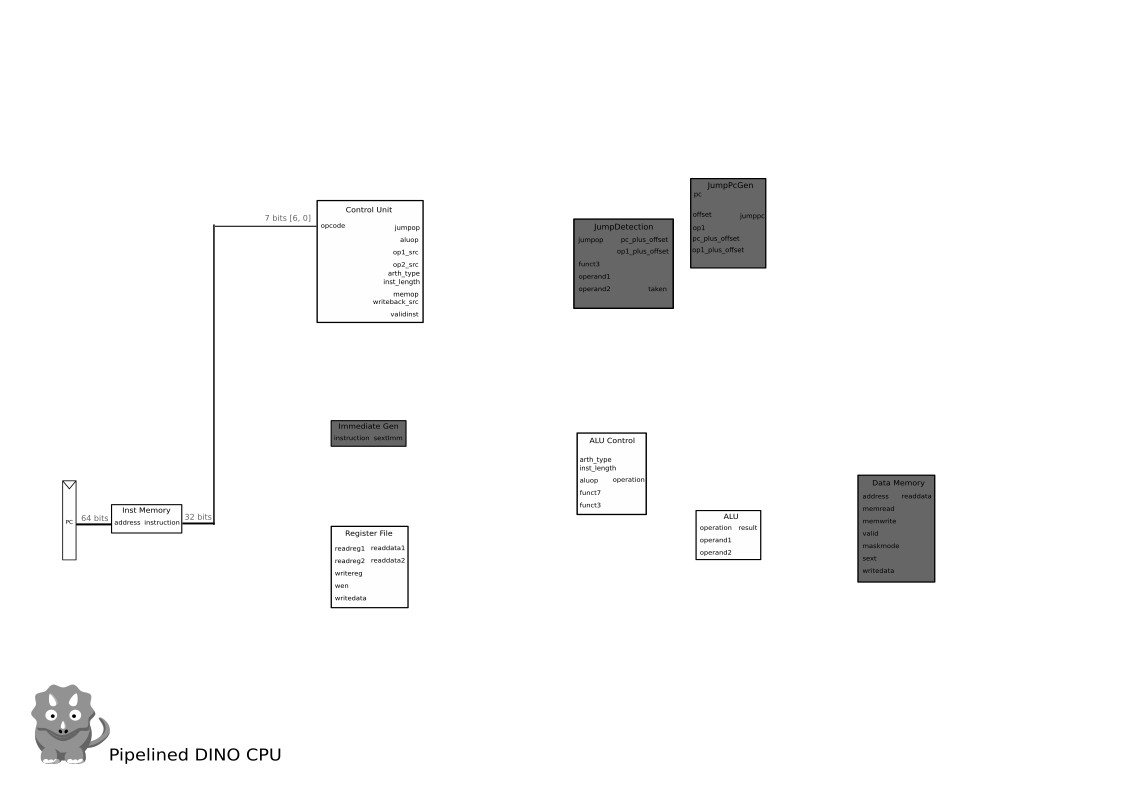 JumpPcGen
pc
offset jumppc
op1
pc_plus_offset
op1_plus_offset
Control Unit
opcode jumpop
aluop
op1_src
op2_src
arth_type
inst_length
memop
writeback_src
validinst
7 bits [6, 0]
JumpDetection
jumpop pc_plus_offset
op1_plus_offset
funct3
operand1
operand2 taken
Immediate Gen
instruction sextImm
ALU Control
arth_type
inst_length
aluop operation
funct7
funct3
PC
64 bits
Inst Memory
address instruction
32 bits
Register File
readreg1 readdata1
readreg2 readdata2
writereg
wen
writedata
ALU
operation result
operand1
operand2
Data Memory
address readdata
memread
memwrite
valid
maskmode
sext
writedata
Pipelined DINO CPU